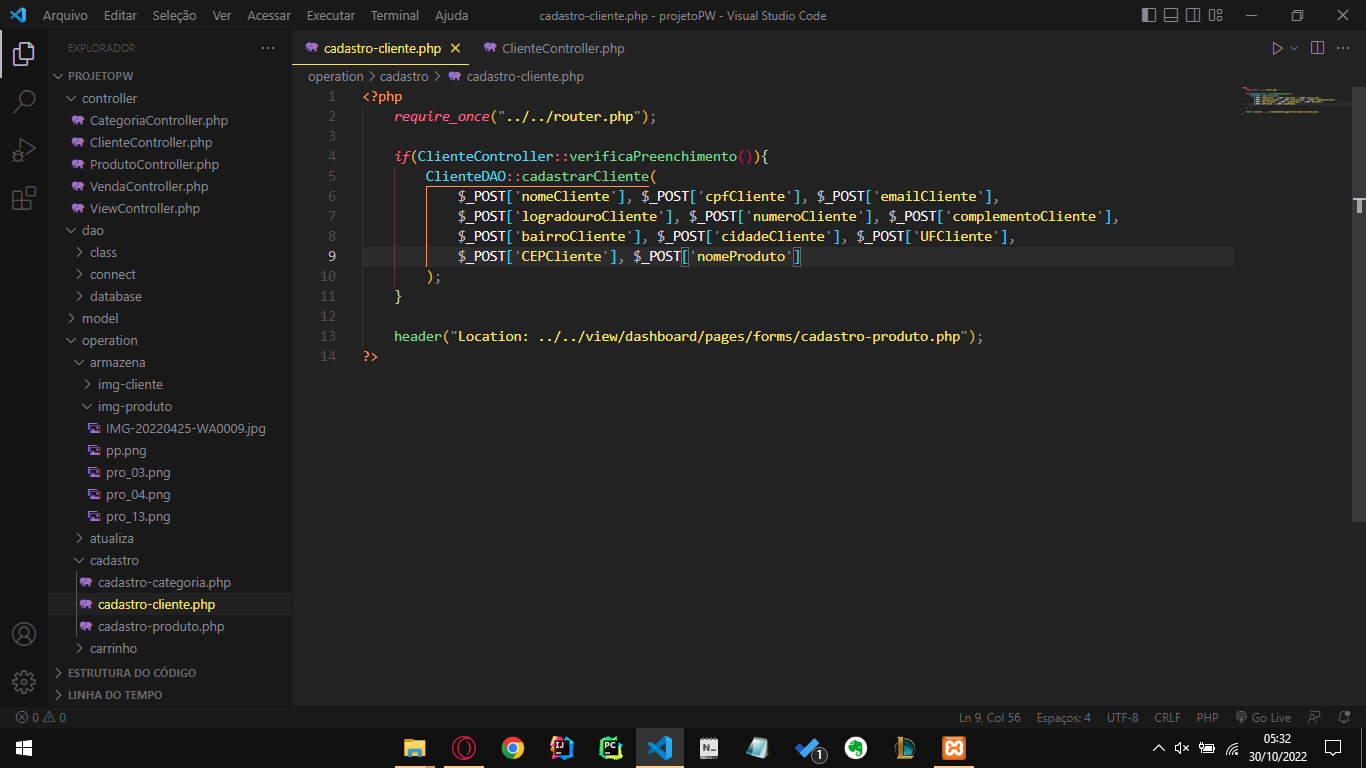 Arquivo Editar Seleção Ver Acessar Executar Terminal Ajuda cadastro-cliente.php - projetoPW - Visual Studio Code
EXPLORADOR ···
PROJETOPW
controller
CategoriaController.php
ClienteController.php
ProdutoController.php
VendaController.php
ViewController.php
dao
class
connect
database
model
operation
armazena
img-cliente
img-produto
IMG-20220425-WA0009.jpg
pp.png
pro_03.png
pro_04.png
pro_13.png
atualiza
cadastro
cadastro-categoria.php
cadastro-cliente.php
cadastro-produto.php
carrinho
ESTRUTURA DO CÓDIGO
LINHA DO TEMPO
cadastro-cliente.php ClienteController.php
operation > cadastro > cadastro-cliente.php
1 <?php
2 require_once("../../router.php");
3
4 if(ClienteController::verificaPreenchimento()){
5 ClienteDAO::cadastrarCliente(
6 $_POST['nomeCliente'], $_POST['cpfCliente'], $_POST['emailCliente'],
7 $_POST['logradouroCliente'], $_POST['numeroCliente'], $_POST['complementoCliente'],
8 $_POST['bairroCliente'], $_POST['cidadeCliente'], $_POST['UFCliente'],
9 $_POST['CEPCliente'], $_POST['nomeProduto']
10 );
11 }
12
13 header("Location: ../../view/dashboard/pages/forms/cadastro-produto.php");
14 ?>
0 0 Ln 9, Col 56 Espaços: 4 UTF-8 CRLF PHP Go Live
IJ PC N 1 05:32
30/10/2022